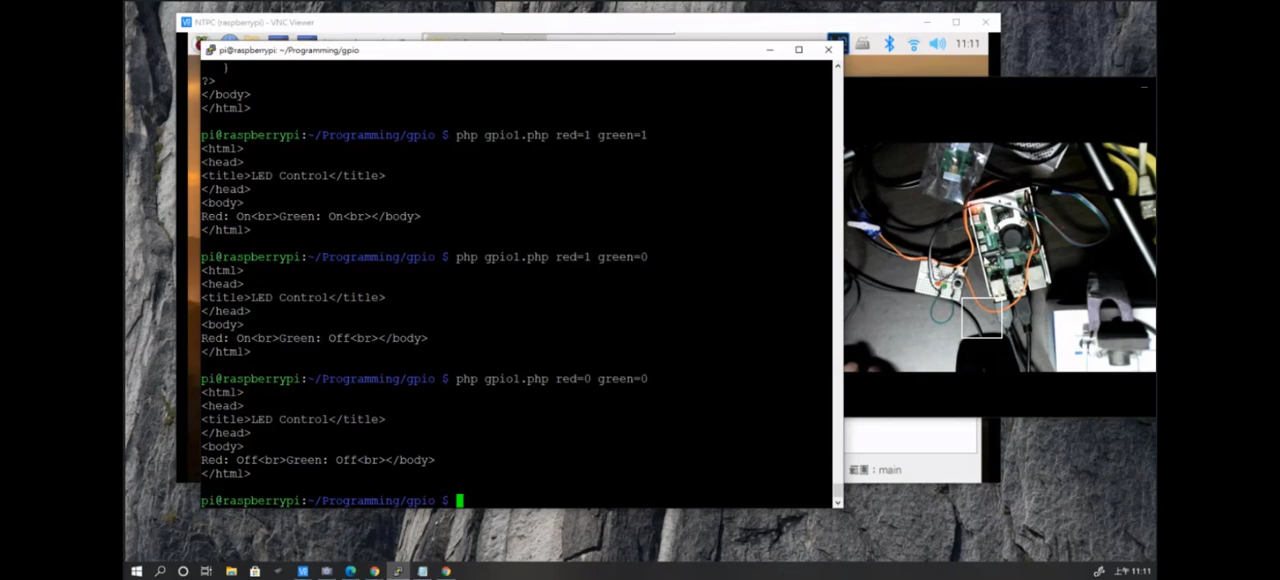 NTPC (raspberrypi) - VNC Viewer
pi@raspberrypi: ~/Programming/gpio
11:11
}
?>
</body>
</html>
pi@raspberrypi:~/Programming/gpio $ php gpio1.php red=1 green=1
<html>
<head>
<title>LED Control</title>
</head>
<body>
Red: On<br>Green: On<br></body>
</html>
pi@raspberrypi:~/Programming/gpio $ php gpio1.php red=1 green=0
<html>
<head>
<title>LED Control</title>
</head>
<body>
Red: On<br>Green: Off<br></body>
</html>
pi@raspberrypi:~/Programming/gpio $ php gpio1.php red=0 green=0
<html>
<head>
<title>LED Control</title>
</head>
<body>
Red: Off<br>Green: Off<br></body>
</html>
範圍：main
pi@raspberrypi:~/Programming/gpio $
上午 11:11